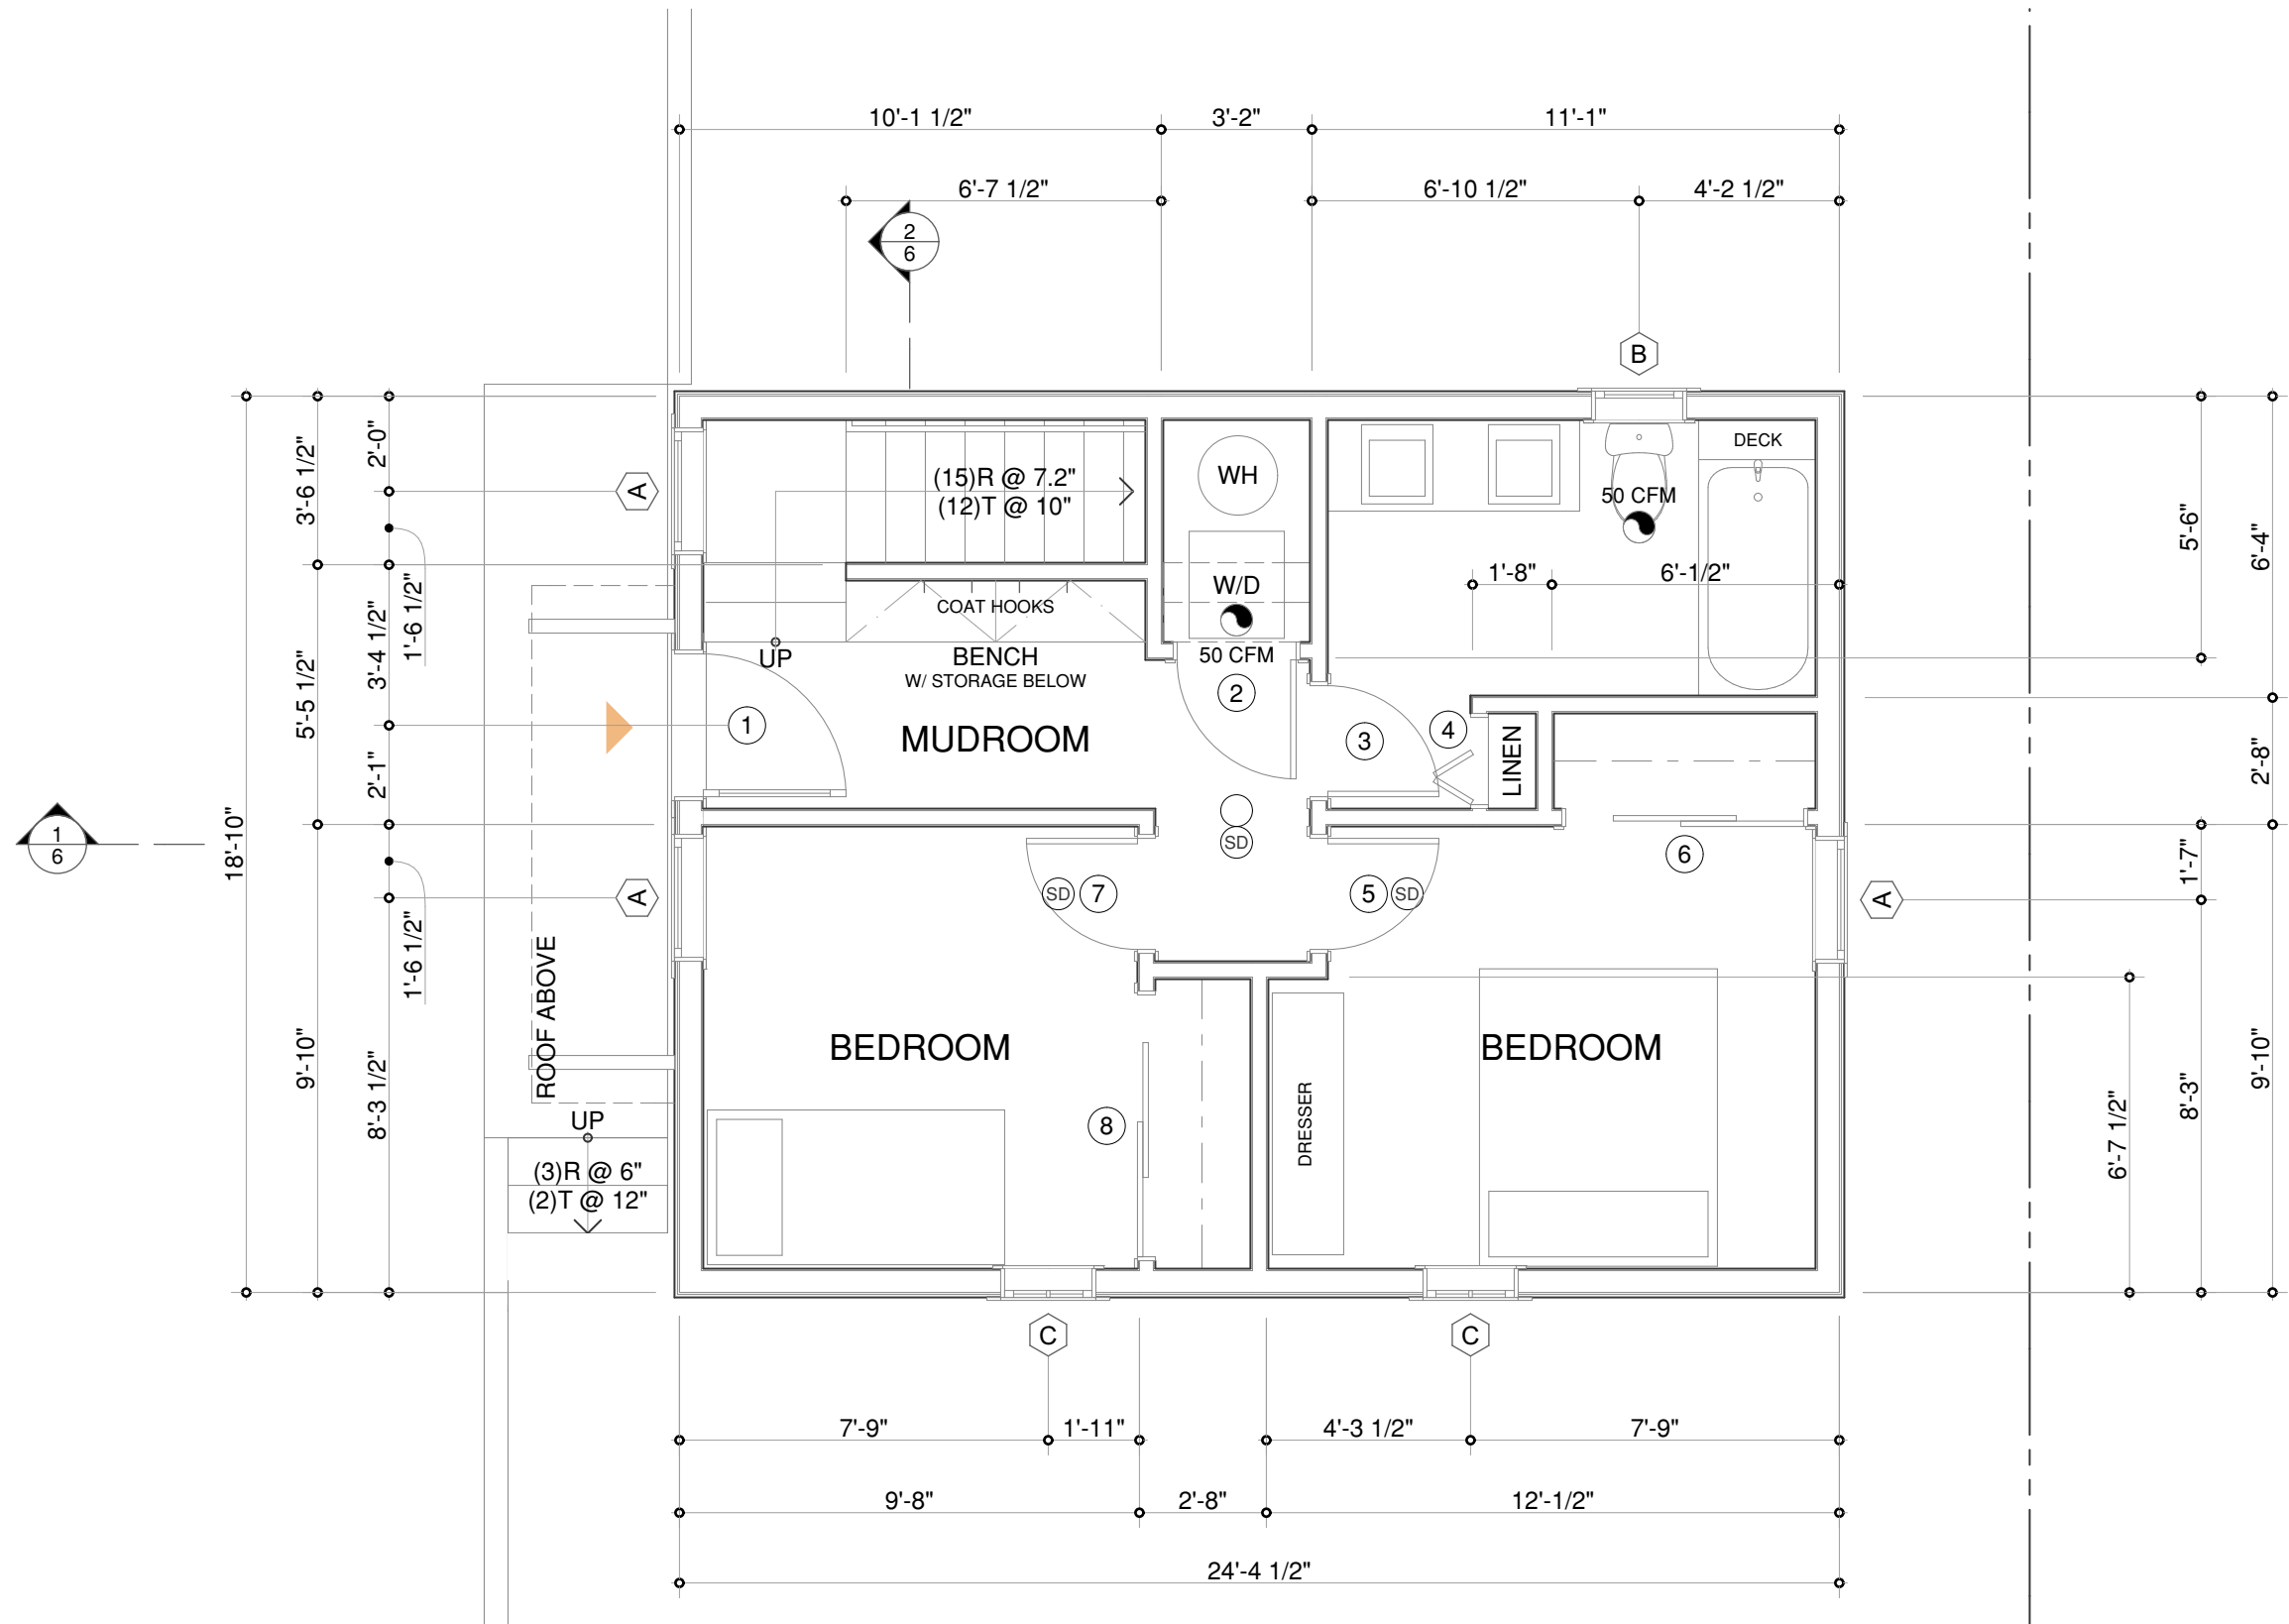 10'-1 1/2"
3'-2"
11'-1"
6'-7 1/2"
6'-10 1/2"
4'-2 1/2"
2
6
B
2'-0"
3'-6 1/2"
A
(15)R @ 7.2"
(12)T @ 10"
WH
50 CFM
DECK
5'-6"
6'-4"
1'-6 1/2"
3'-4 1/2"
5'-5 1/2"
2'-1"
COAT HOOKS
W/D
1'-8"
6'-1/2"
UP
BENCH
W/ STORAGE BELOW
50 CFM
2
1
MUDROOM
3
4
LINEN
2'-8"
1
6
18'-10"
SD
6
1'-7"
A
SD
7
5
SD
A
1'-6 1/2"
ROOF ABOVE
9'-10"
8'-3 1/2"
BEDROOM
BEDROOM
DRESSER
8
6'-7 1/2"
8'-3"
9'-10"
UP
(3)R @ 6"
(2)T @ 12"
C
C
7'-9"
1'-11"
4'-3 1/2"
7'-9"
9'-8"
2'-8"
12'-1/2"
24'-4 1/2"